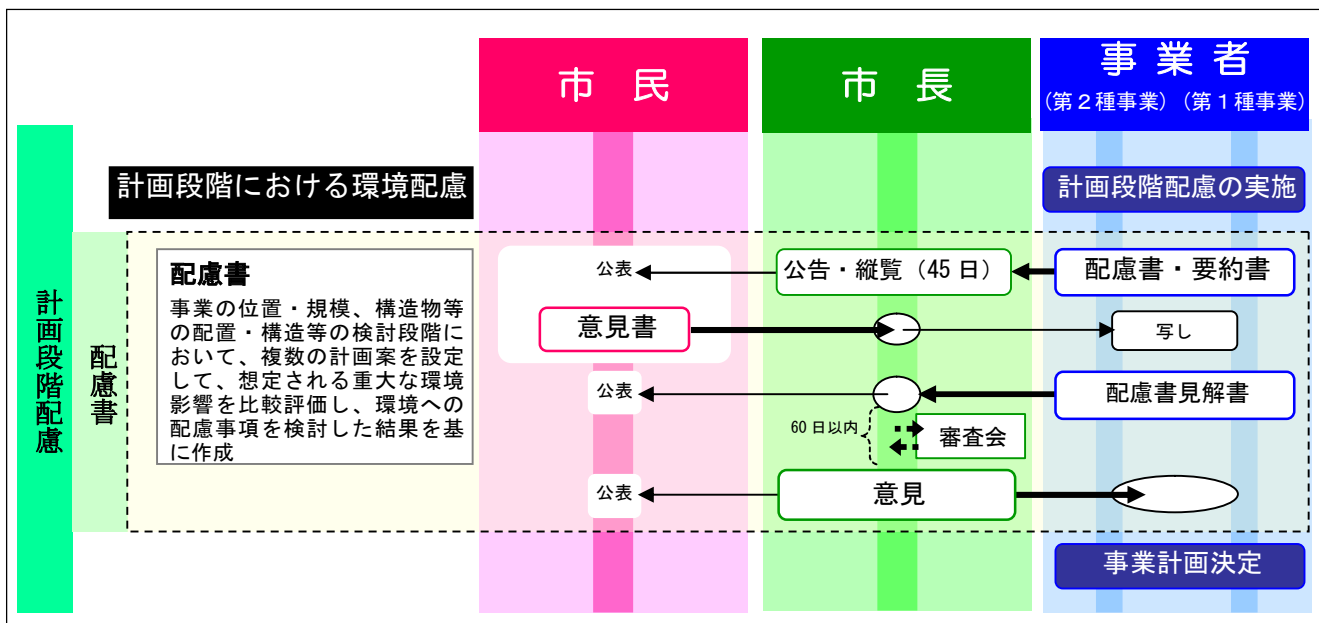 市 民
市 長
事 業 者
(第2種事業) (第1種事業)
計画段階における環境配慮
計画段階配慮の実施
計画段階配慮
配慮書
配慮書
事業の位置・規模、構造物等
の配置・構造等の検討段階に
おいて、複数の計画案を設定
して、想定される重大な環境
影響を比較評価し、環境への
配慮事項を検討した結果を基
に作成
公表
公告・縦覧（45 日）
配慮書・要約書
意見書
写し
公表
配慮書見解書
60 日以内
審査会
公表
意見
事業計画決定